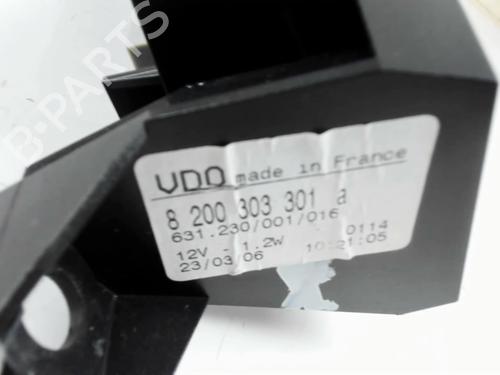 B-PARTS
VDO made in France
8 200 303 301 a
631.230/001/016
12V - 1.2W 0114
23/03/06 10:21:05